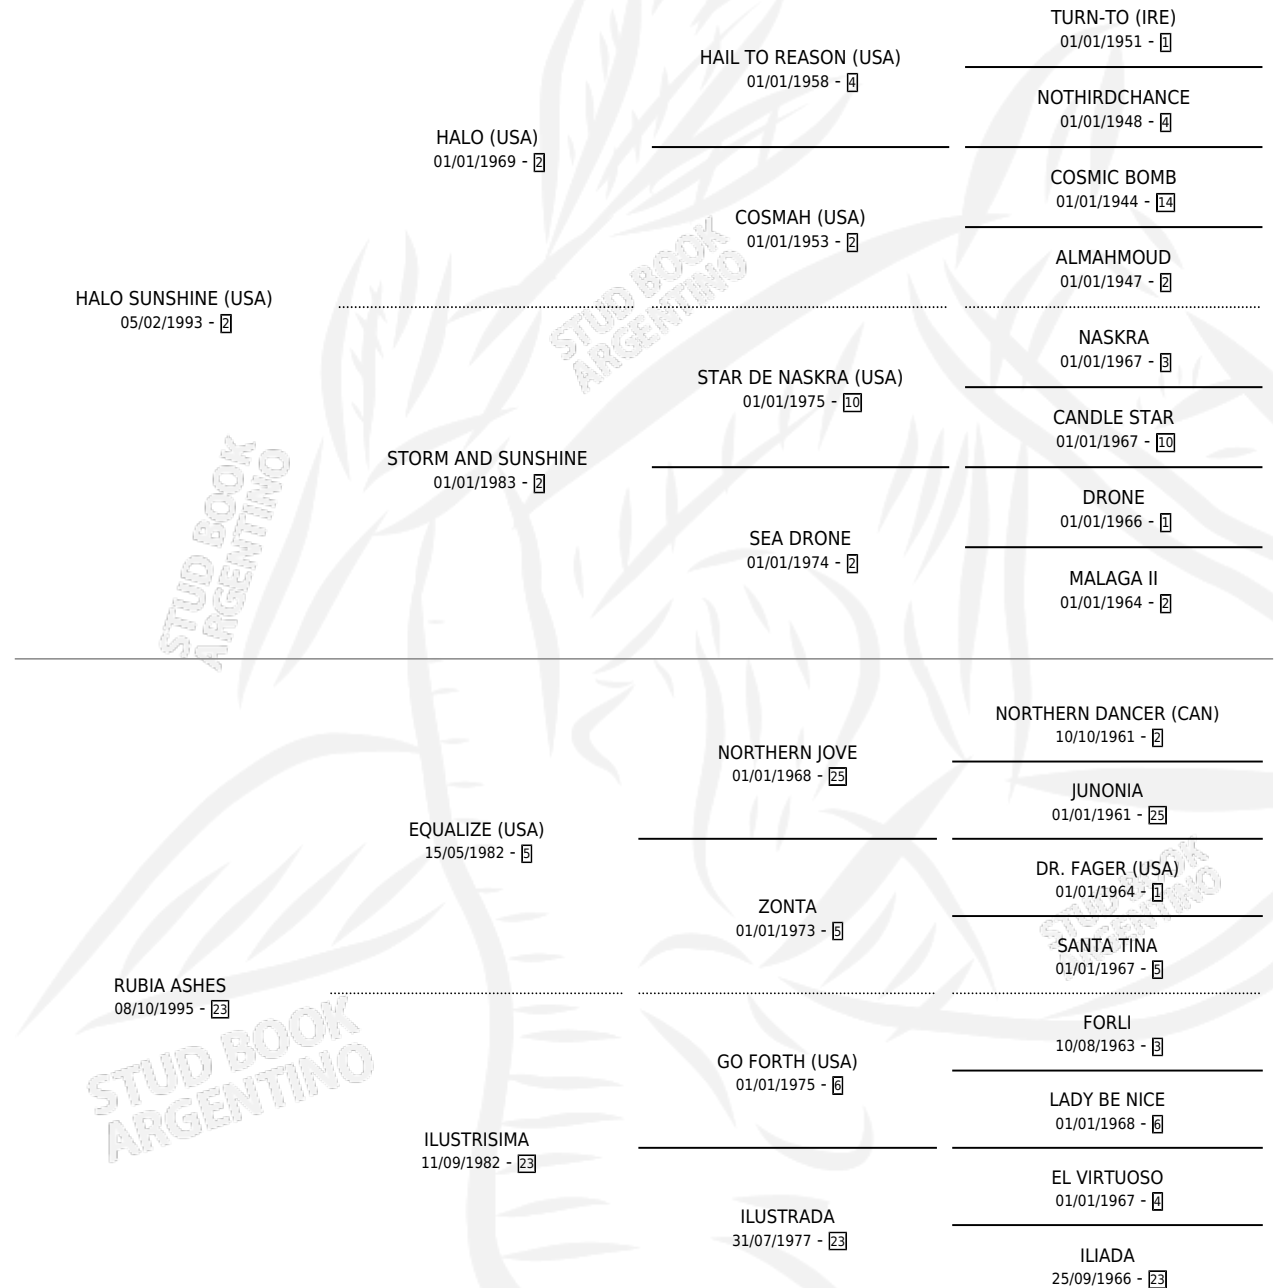 TURN-TO (IRE)
01/01/1951 - 1
HAIL TO REASON (USA)
01/01/1958 - 4
NOTHIRDCHANCE
01/01/1948 - 4
HALO (USA)
01/01/1969 - 2
COSMIC BOMB
01/01/1944 - 14
COSMAH (USA)
01/01/1953 - 2
ALMAHMOUD
01/01/1947 - 2
HALO SUNSHINE (USA)
05/02/1993 - 2
STUD BOOK
ARGENTINO
NASKRA
01/01/1967 - 3
STAR DE NASKRA (USA)
01/01/1975 - 10
CANDLE STAR
01/01/1967 - 10
STORM AND SUNSHINE
01/01/1983 - 2
DRONE
01/01/1966 - 1
SEA DRONE
01/01/1974 - 2
MALAGA II
01/01/1964 - 2
STUD BOOK
ARGENTINO
NORTHERN DANCER (CAN)
10/10/1961 - 2
NORTHERN JOVE
01/01/1968 - 25
JUNONIA
01/01/1961 - 25
EQUALIZE (USA)
15/05/1982 - 5
DR. FAGER (USA)
01/01/1964 - 1
ZONTA
01/01/1973 - 5
STUD BOOK
ARGENTINO
SANTA TINA
01/01/1967 - 5
RUBIA ASHES
08/10/1995 - 23
FORLI
10/08/1963 - 3
STUD BOOK
ARGENTINO
GO FORTH (USA)
01/01/1975 - 6
LADY BE NICE
01/01/1968 - 6
ILUSTRISIMA
11/09/1982 - 23
EL VIRTUOSO
01/01/1967 - 4
ILUSTRADA
31/07/1977 - 23
ILIADA
25/09/1966 - 23